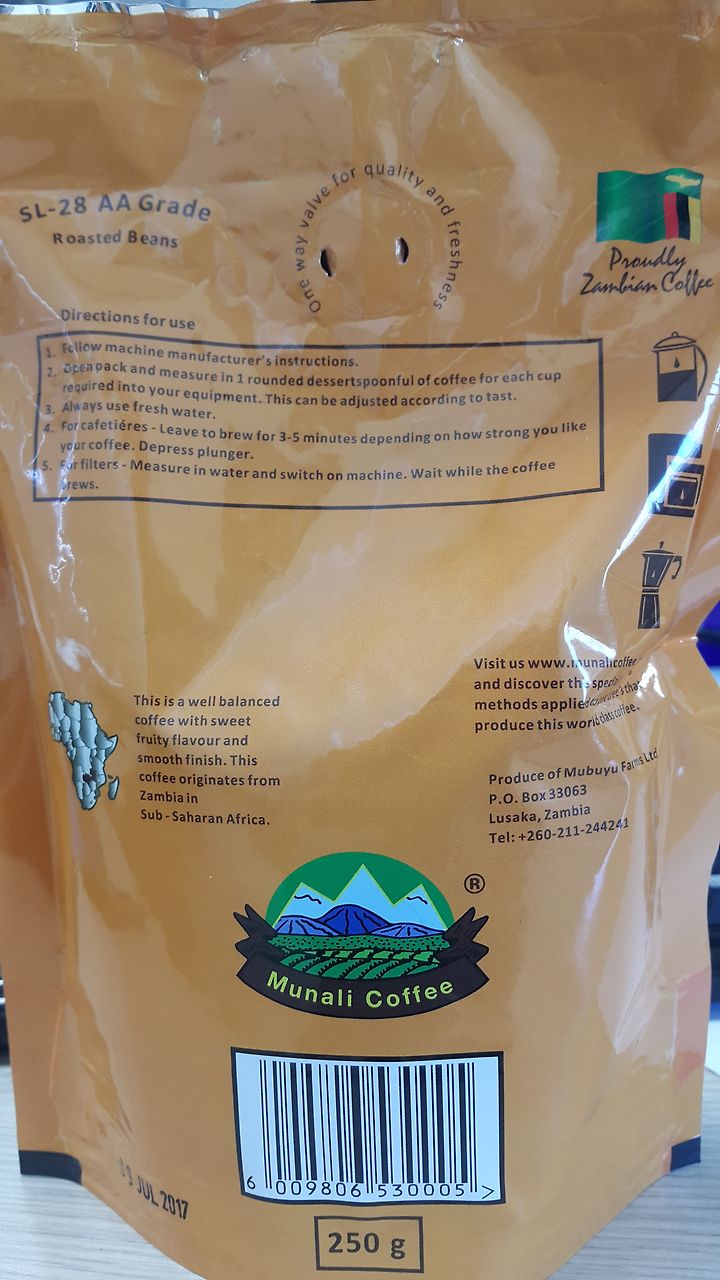 SL-28 AA Grade
Roasted Beans
One way valve for quality and freshness
Proudly
Zambian Coffee
Directions for use
1. Follow machine manufacturer's instructions.
2. Open pack and measure in 1 rounded dessertspoonful of coffee for each cup
required into your equipment. This can be adjusted according to tast.
3. Always use fresh water.
4. For cafetiéres - Leave to brew for 3-5 minutes depending on how strong you like
your coffee. Depress plunger.
5. For filters - Measure in water and switch on machine. Wait while the coffee
brews.
This is a well balanced
coffee with sweet
fruity flavour and
smooth finish. This
coffee originates from
Zambia in
Sub - Saharan Africa.
Visit us www.munalicoffee
and discover the
methods applied that
produce this world class coffee.
Produce of Mubuyu Farms Ltd
P.O. Box 33063
Lusaka, Zambia
Tel: +260-211-244241
®
Munali Coffee
6 009806 530005 >
JUL 2017
250 g